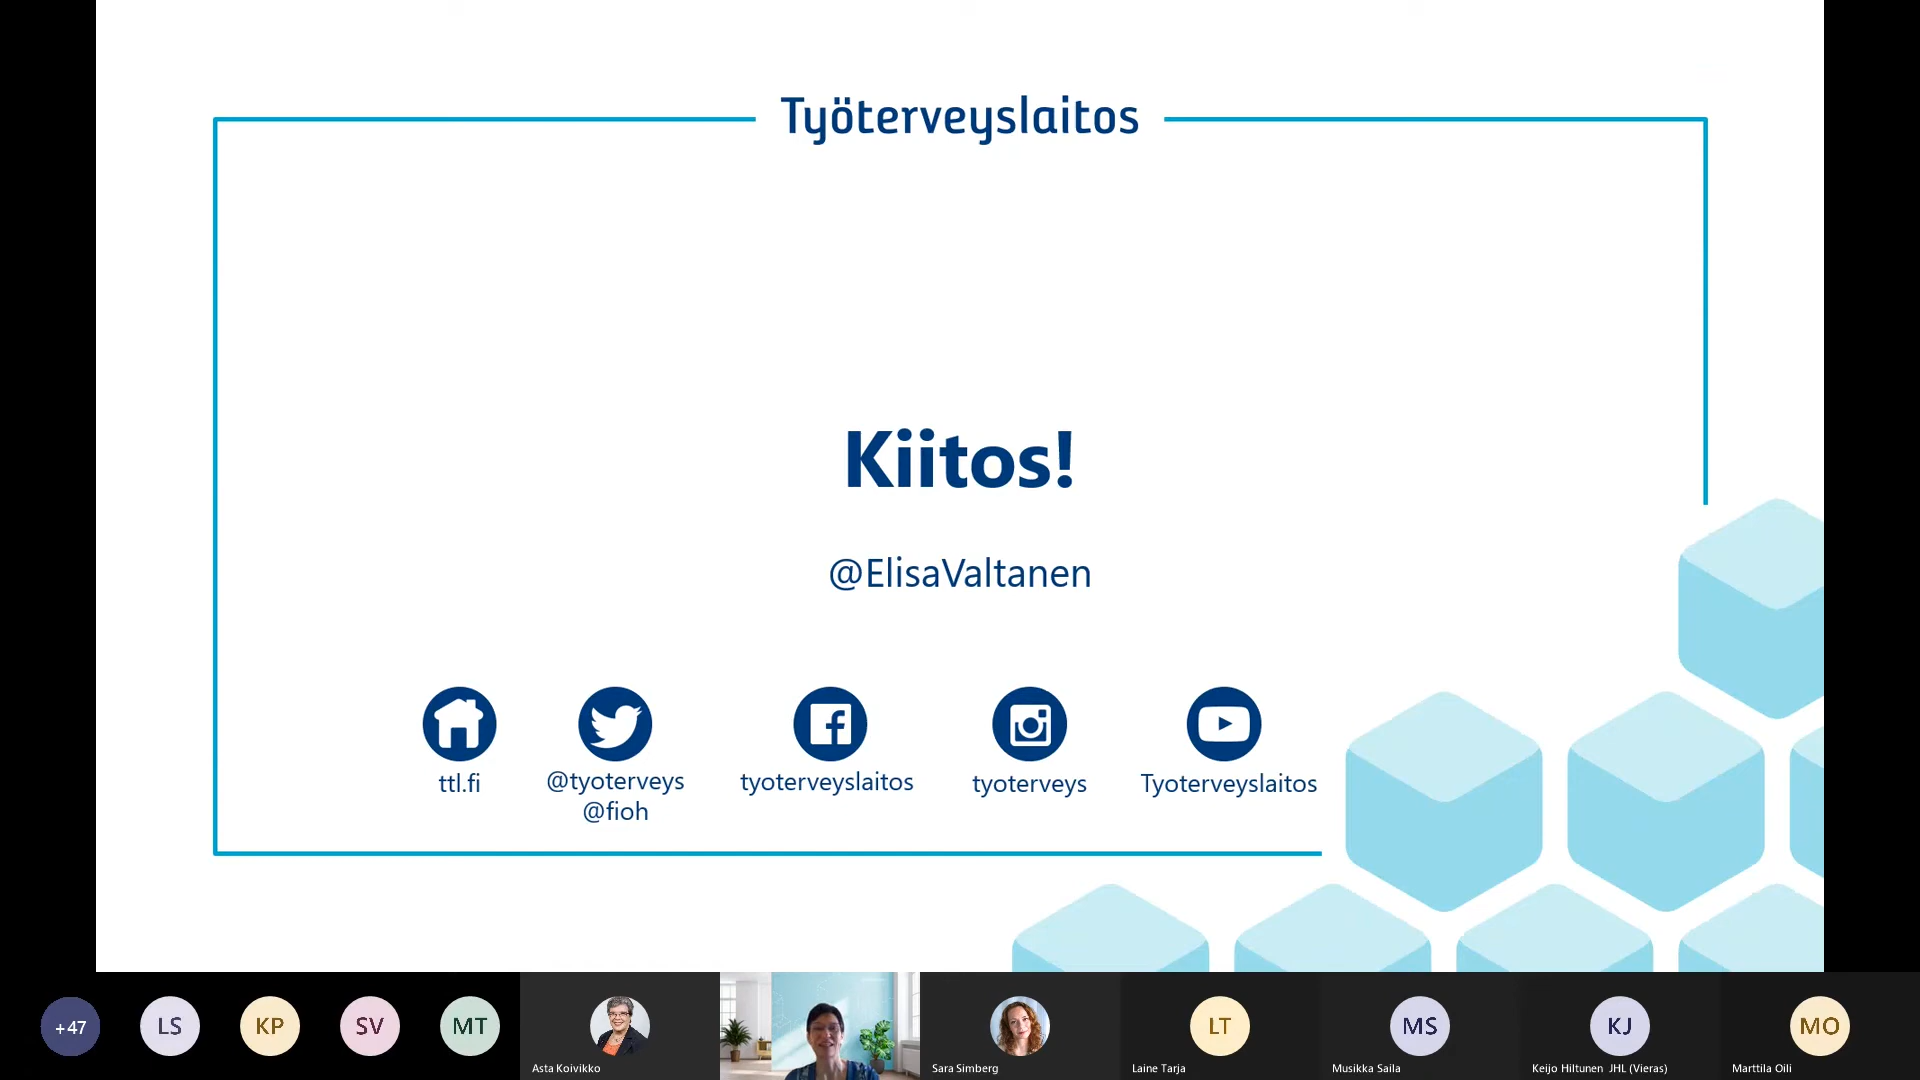 Työterveyslaitos
Kiitos!
@ElisaValtanen
ttl.fi
@tyoterveys
@fioh
tyoterveyslaitos
tyoterveys
Tyoterveyslaitos
+47
LS
KP
SV
MT
Asta Koivikko
Sara Simberg
LT
Laine Tarja
MS
Musikka Saila
KJ
Keijo Hiltunen JHL (Vieras)
MO
Marttila Oili